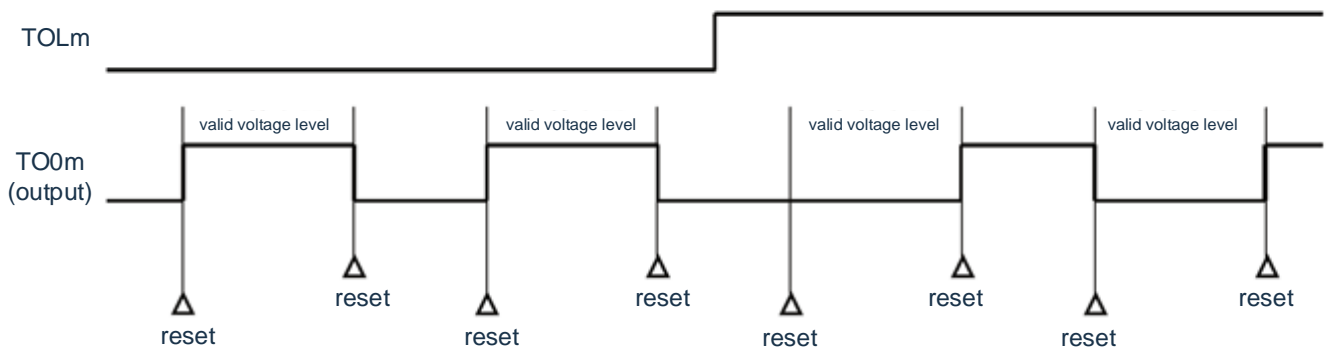 TOLm
valid voltage level
valid voltage level
valid voltage level
valid voltage level
TO0m
(output)
reset
reset
reset
reset
reset
reset
reset
reset